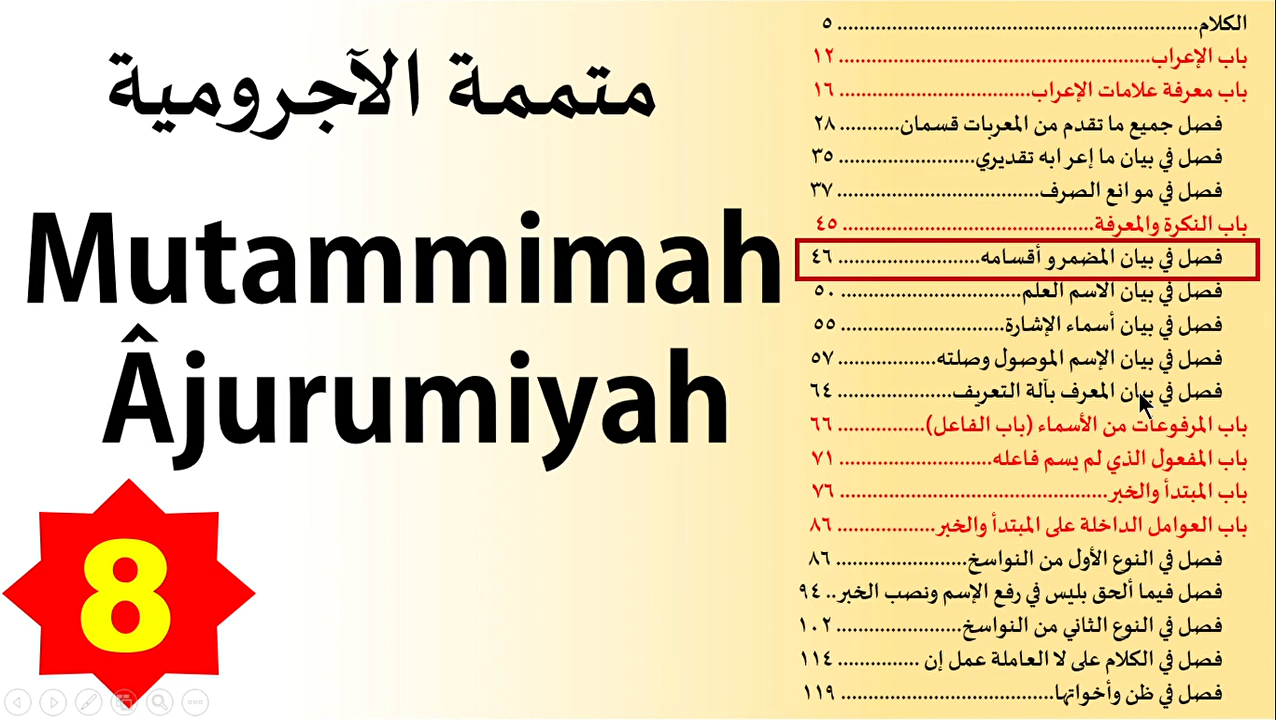 متممة الآجرومية
Mutammimah
Âjurumiyah
8
الكلام ............................................................ ٥
باب الإعراب .................................................... ١٢
باب معرفة علامات الإعراب ................................ ١٦
فصل جميع ما تقدم من المعربات قسمان ........... ٢٨
فصل في بيان ما إعرابه تقديري ........................ ٣٥
فصل في موانع الصرف ...................................... ٣٧
باب النكرة والمعرفة .......................................... ٤٥
فصل في بيان المضمر وأقسامه ........................... ٤٦
فصل في بيان الاسم العلم ................................. ٥٠
فصل في بيان أسماء الإشارة ............................... ٥٥
فصل في بيان الإسم الموصول وصلته .................... ٥٧
فصل في بيان المعرف بآلة التعريف ..................... ٦٤
باب المرفوعات من الأسماء (باب الفاعل) ............... ٦٦
باب المفعول الذي لم يسم فاعله .......................... ٧١
باب المبتدأ والخبر ............................................. ٧٦
باب العوامل الداخلة على المبتدأ والخبر .................. ٨٦
فصل في النوع الأول من النواسخ ......................... ٨٦
فصل فيما ألحق بليس في رفع الإسم ونصب الخبر .. ٩٤
فصل في النوع الثاني من النواسخ ....................... ١٠٢
فصل في الكلام على لا العاملة عمل إن .............. ١١٤
فصل في ظن وأخواتها ..................................... ١١٩